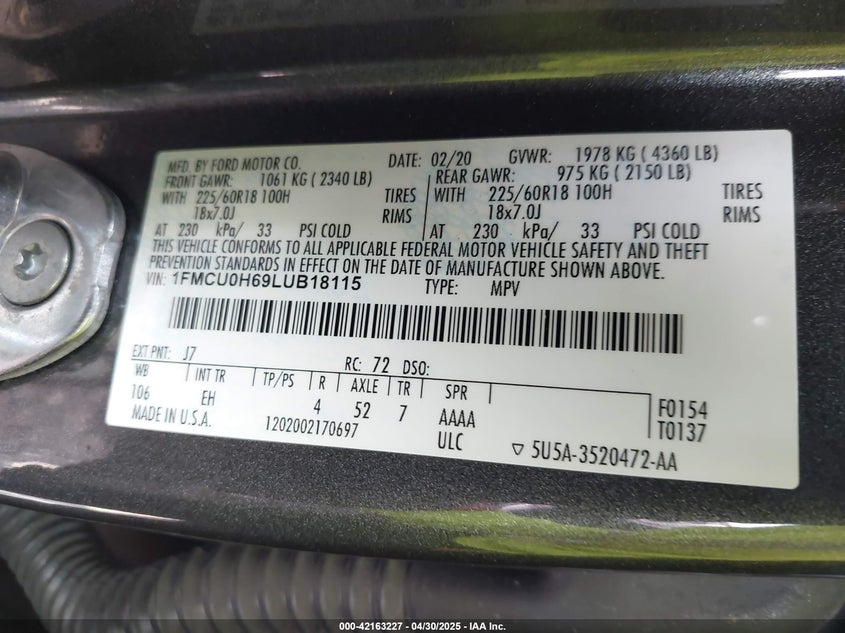 MFD. BY FORD MOTOR CO. DATE: 02/20 GVWR: 1978 KG ( 4360 LB)
FRONT GAWR: 1061 KG ( 2340 LB) REAR GAWR: 975 KG ( 2150 LB)
WITH 225/60R18 100H TIRES WITH 225/60R18 100H TIRES
18x7.0J RIMS 18x7.0J RIMS
AT 230 kPa/ 33 PSI COLD AT 230 kPa/ 33 PSI COLD
THIS VEHICLE CONFORMS TO ALL APPLICABLE FEDERAL MOTOR VEHICLE SAFETY AND THEFT
PREVENTION STANDARDS IN EFFECT ON THE DATE OF MANUFACTURE SHOWN ABOVE.
VIN: 1FMCU0H69LUB18115 TYPE: MPV
EXT PNT: J7 RC: 72 DSO:
WB INT TR TP/PS R AXLE TR SPR
106 EH 4 52 7 AAAA F0154
MADE IN U.S.A. 1202002170697 ULC T0137
▽ 5U5A-3520472-AA
000-42163227 - 04/30/2025 - IAA Inc.